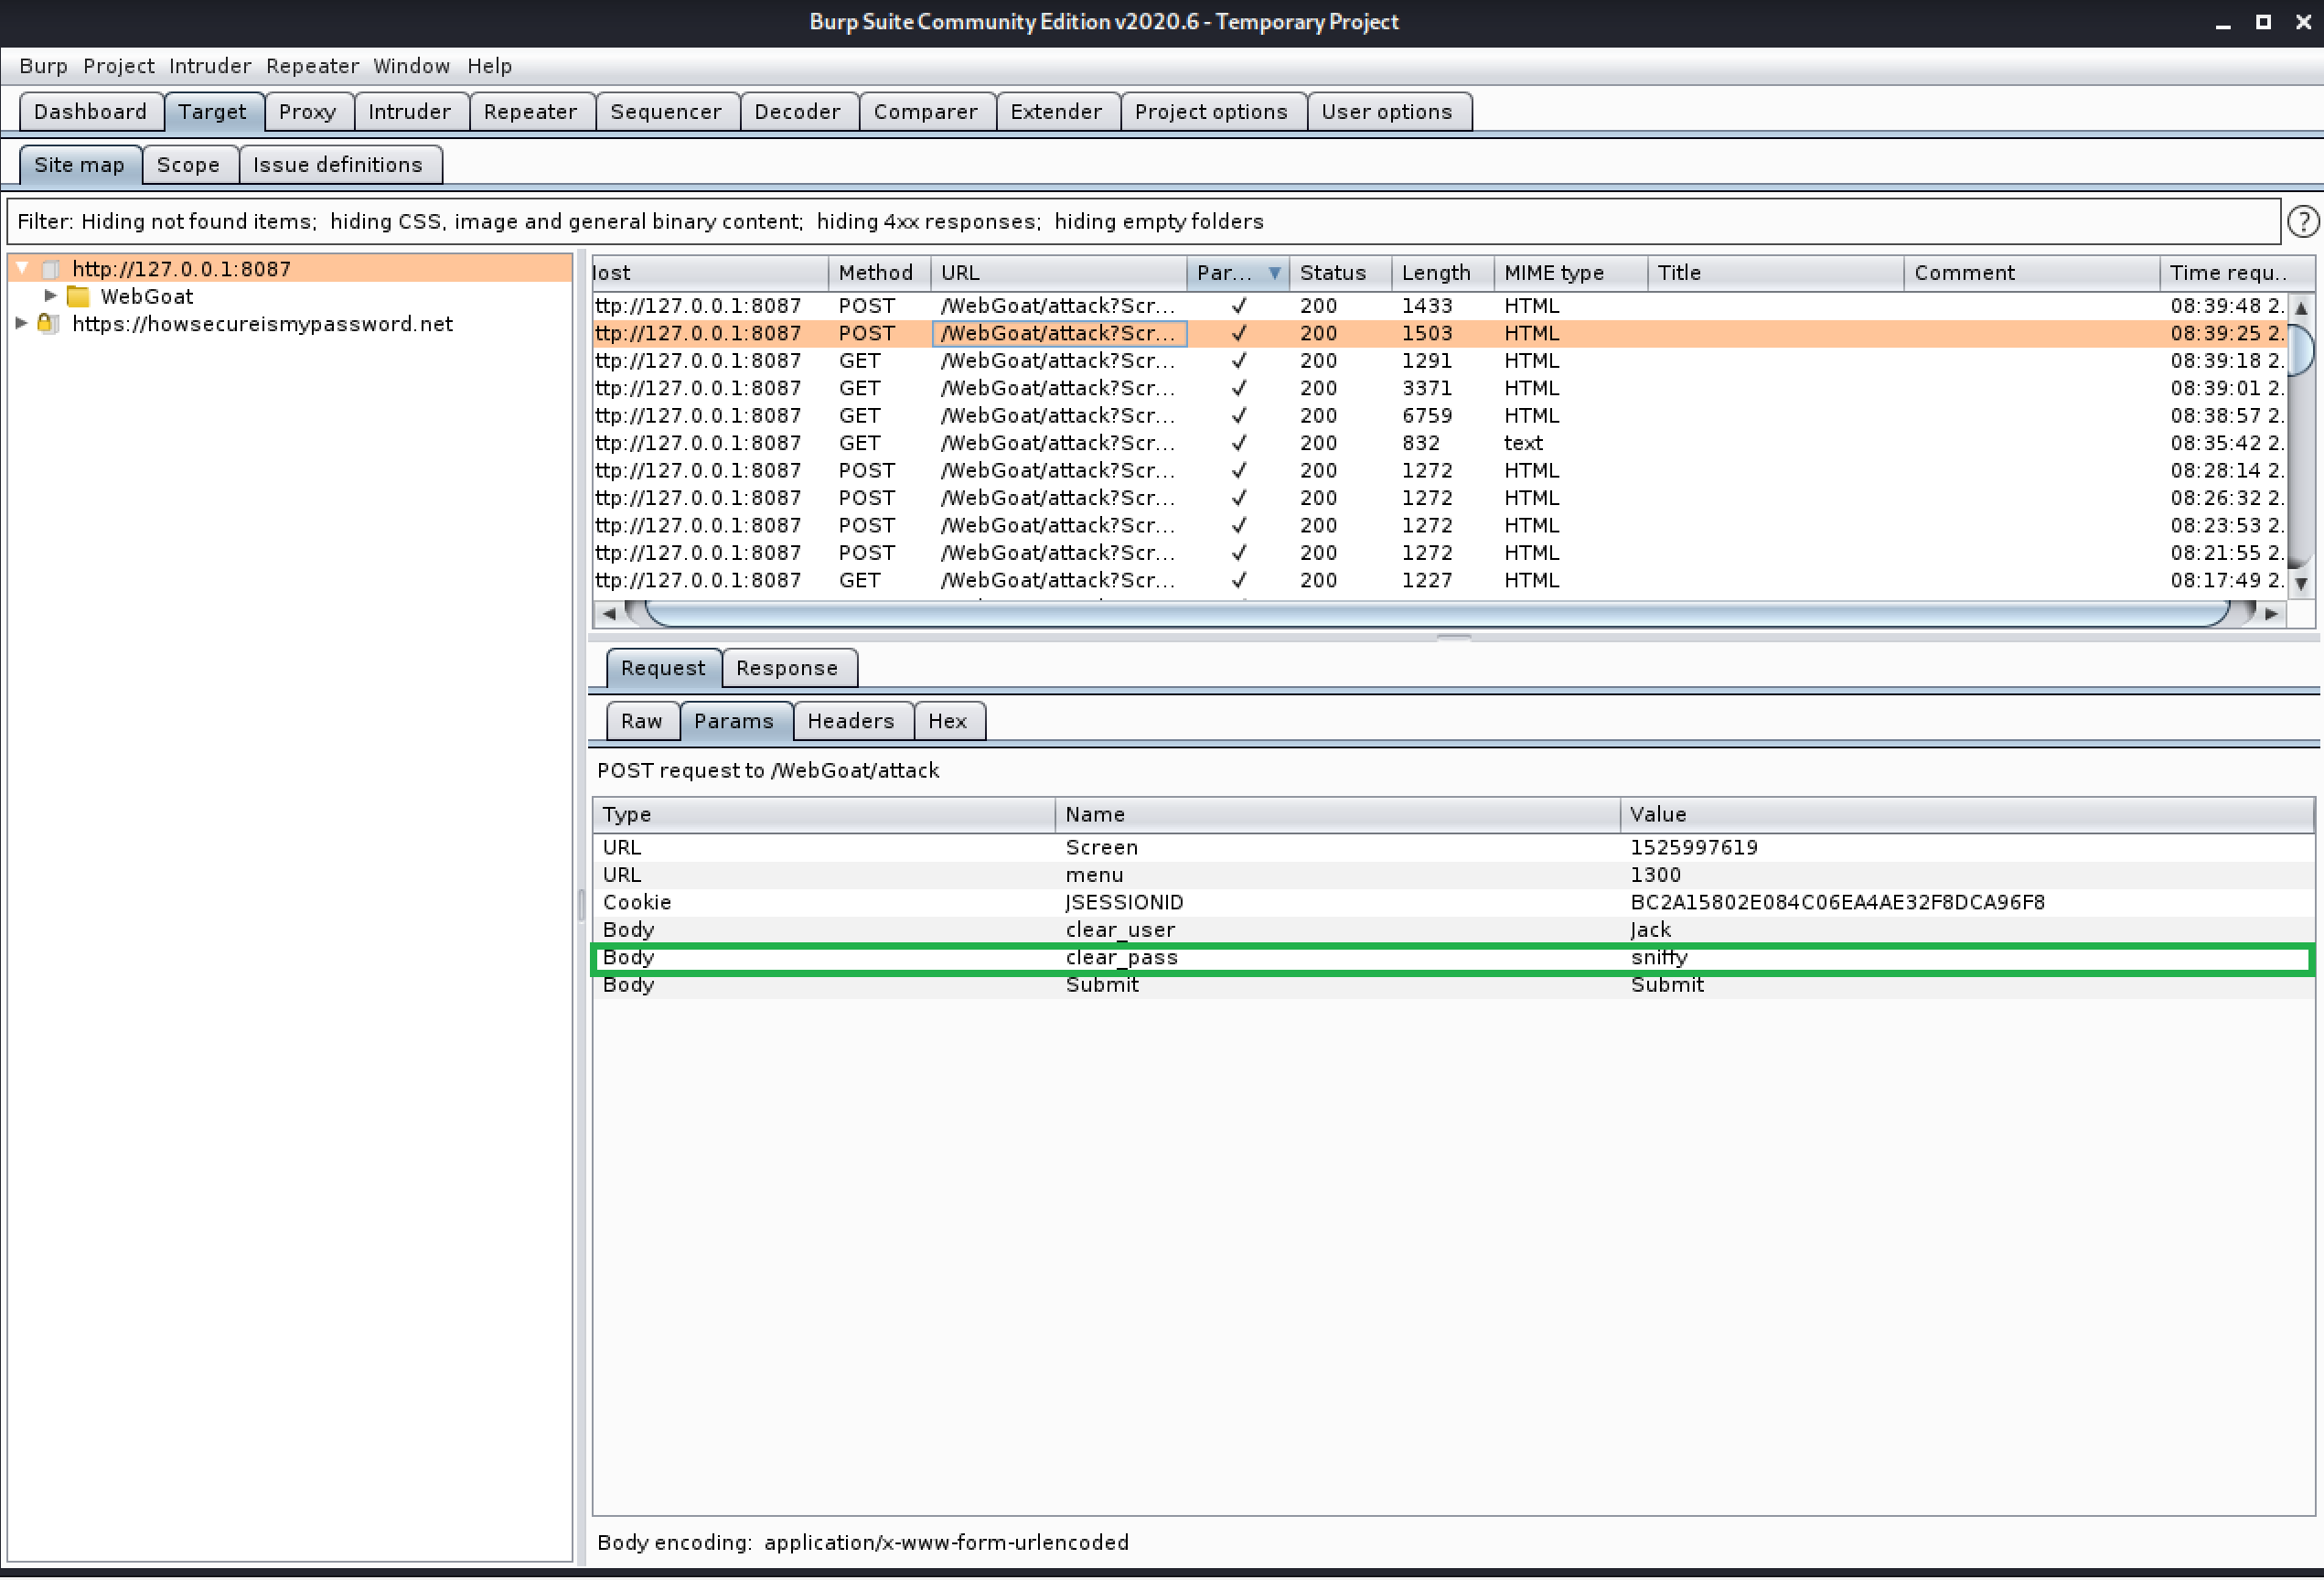 Burp Suite Community Edition v2020.6 - Temporary Project
Burp Project Intruder Repeater Window Help
Dashboard Target Proxy Intruder Repeater Sequencer Decoder Comparer Extender Project options User options
Site map Scope Issue definitions
Filter: Hiding not found items; hiding CSS, image and general binary content; hiding 4xx responses; hiding empty folders ?
http://127.0.0.1:8087
WebGoat
https://howsecureismypassword.net
lost Method URL Par... Status Length MIME type Title Comment Time requ..
ttp://127.0.0.1:8087 POST /WebGoat/attack?Scr... ✓ 200 1433 HTML 08:39:48 2.
ttp://127.0.0.1:8087 POST /WebGoat/attack?Scr... ✓ 200 1503 HTML 08:39:25 2.
ttp://127.0.0.1:8087 GET /WebGoat/attack?Scr... ✓ 200 1291 HTML 08:39:18 2.
ttp://127.0.0.1:8087 GET /WebGoat/attack?Scr... ✓ 200 3371 HTML 08:39:01 2.
ttp://127.0.0.1:8087 GET /WebGoat/attack?Scr... ✓ 200 6759 HTML 08:38:57 2.
ttp://127.0.0.1:8087 GET /WebGoat/attack?Scr... ✓ 200 832 text 08:35:42 2.
ttp://127.0.0.1:8087 POST /WebGoat/attack?Scr... ✓ 200 1272 HTML 08:28:14 2.
ttp://127.0.0.1:8087 POST /WebGoat/attack?Scr... ✓ 200 1272 HTML 08:26:32 2.
ttp://127.0.0.1:8087 POST /WebGoat/attack?Scr... ✓ 200 1272 HTML 08:23:53 2.
ttp://127.0.0.1:8087 POST /WebGoat/attack?Scr... ✓ 200 1272 HTML 08:21:55 2.
ttp://127.0.0.1:8087 GET /WebGoat/attack?Scr... ✓ 200 1227 HTML 08:17:49 2.
Request Response
Raw Params Headers Hex
POST request to /WebGoat/attack
Type Name Value
URL Screen 1525997619
URL menu 1300
Cookie JSESSIONID BC2A15802E084C06EA4AE32F8DCA96F8
Body clear_user Jack
Body clear_pass sniffy
Body Submit Submit
Body encoding: application/x-www-form-urlencoded